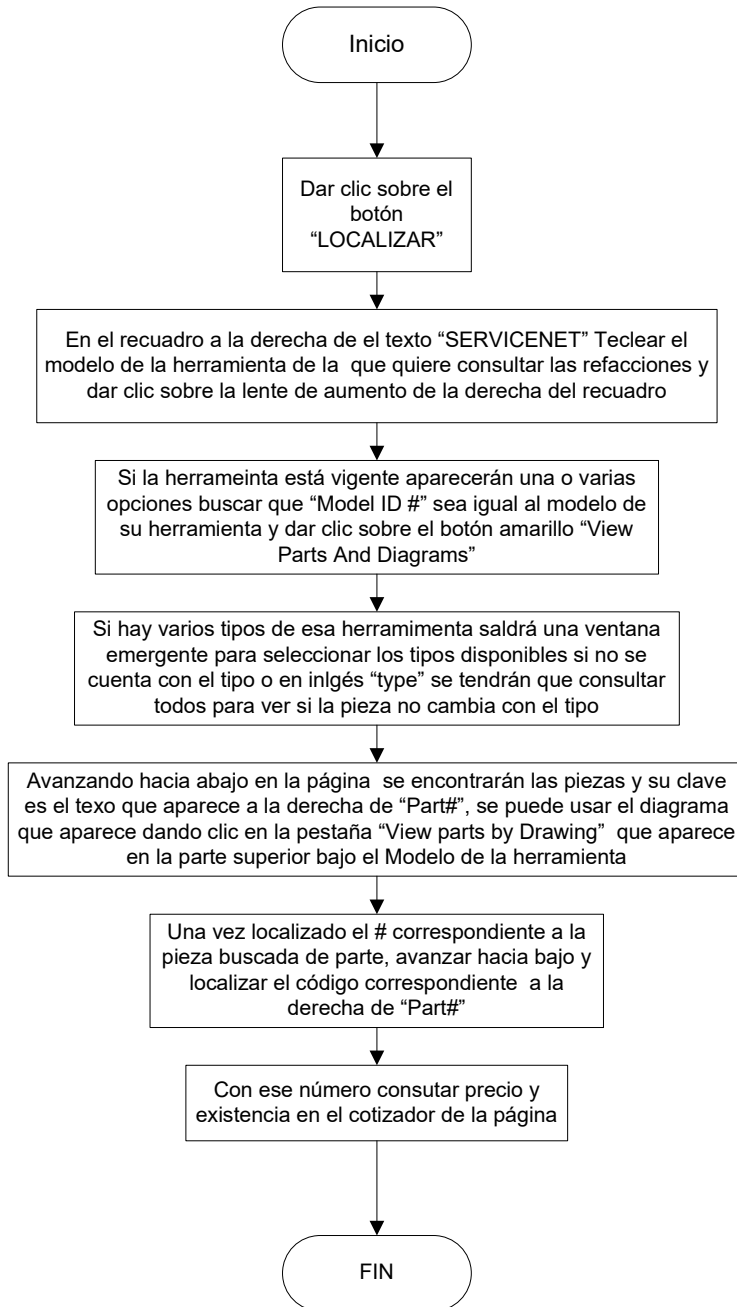 Inicio
Dar clic sobre el
botón
“LOCALIZAR”
En el recuadro a la derecha de el texto “SERVICENET” Teclear el
modelo de la herramienta de la  que quiere consultar las refacciones y
dar clic sobre la lente de aumento de la derecha del recuadro
Si la herrameinta está vigente aparecerán una o varias
opciones buscar que “Model ID #” sea igual al modelo de
su herramienta y dar clic sobre el botón amarillo “View
Parts And Diagrams”
Si hay varios tipos de esa herramimenta saldrá una ventana
emergente para seleccionar los tipos disponibles si no se
cuenta con el tipo o en inlgés “type” se tendrán que consultar
todos para ver si la pieza no cambia con el tipo
Avanzando hacia abajo en la página  se encontrarán las piezas y su clave
es el texo que aparece a la derecha de “Part#”, se puede usar el diagrama
que aparece dando clic en la pestaña “View parts by Drawing”  que aparece
en la parte superior bajo el Modelo de la herramienta
Una vez localizado el # correspondiente a la
pieza buscada de parte, avanzar hacia bajo y
localizar el código correspondiente  a la
derecha de “Part#”
Con ese número consutar precio y
existencia en el cotizador de la página
FIN